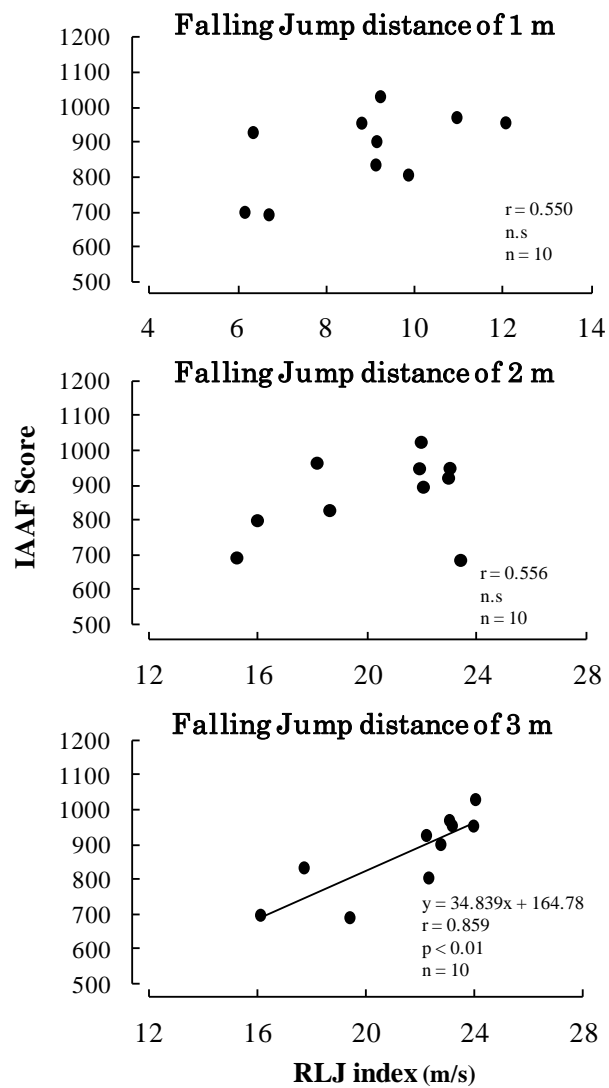 Falling Jump distance of 1 m
1200
1100
1000
900
800
700
600
500
r = 0.550
n.s
n = 10
4 6 8 10 12 14
Falling Jump distance of 2 m
1200
1100
1000
900
800
700
600
500
IAAF Score
r = 0.556
n.s
n = 10
12 16 20 24 28
Falling Jump distance of 3 m
1200
1100
1000
900
800
700
600
500
y = 34.839x + 164.78
r = 0.859
p < 0.01
n = 10
12 16 20 24 28
RLJ index (m/s)